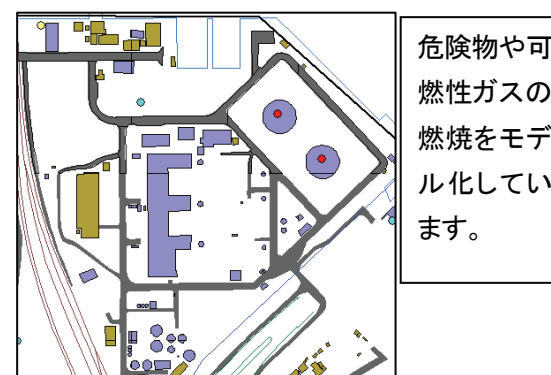 危険物や可
燃性ガスの
燃焼をモデ
ル化してい
ます。